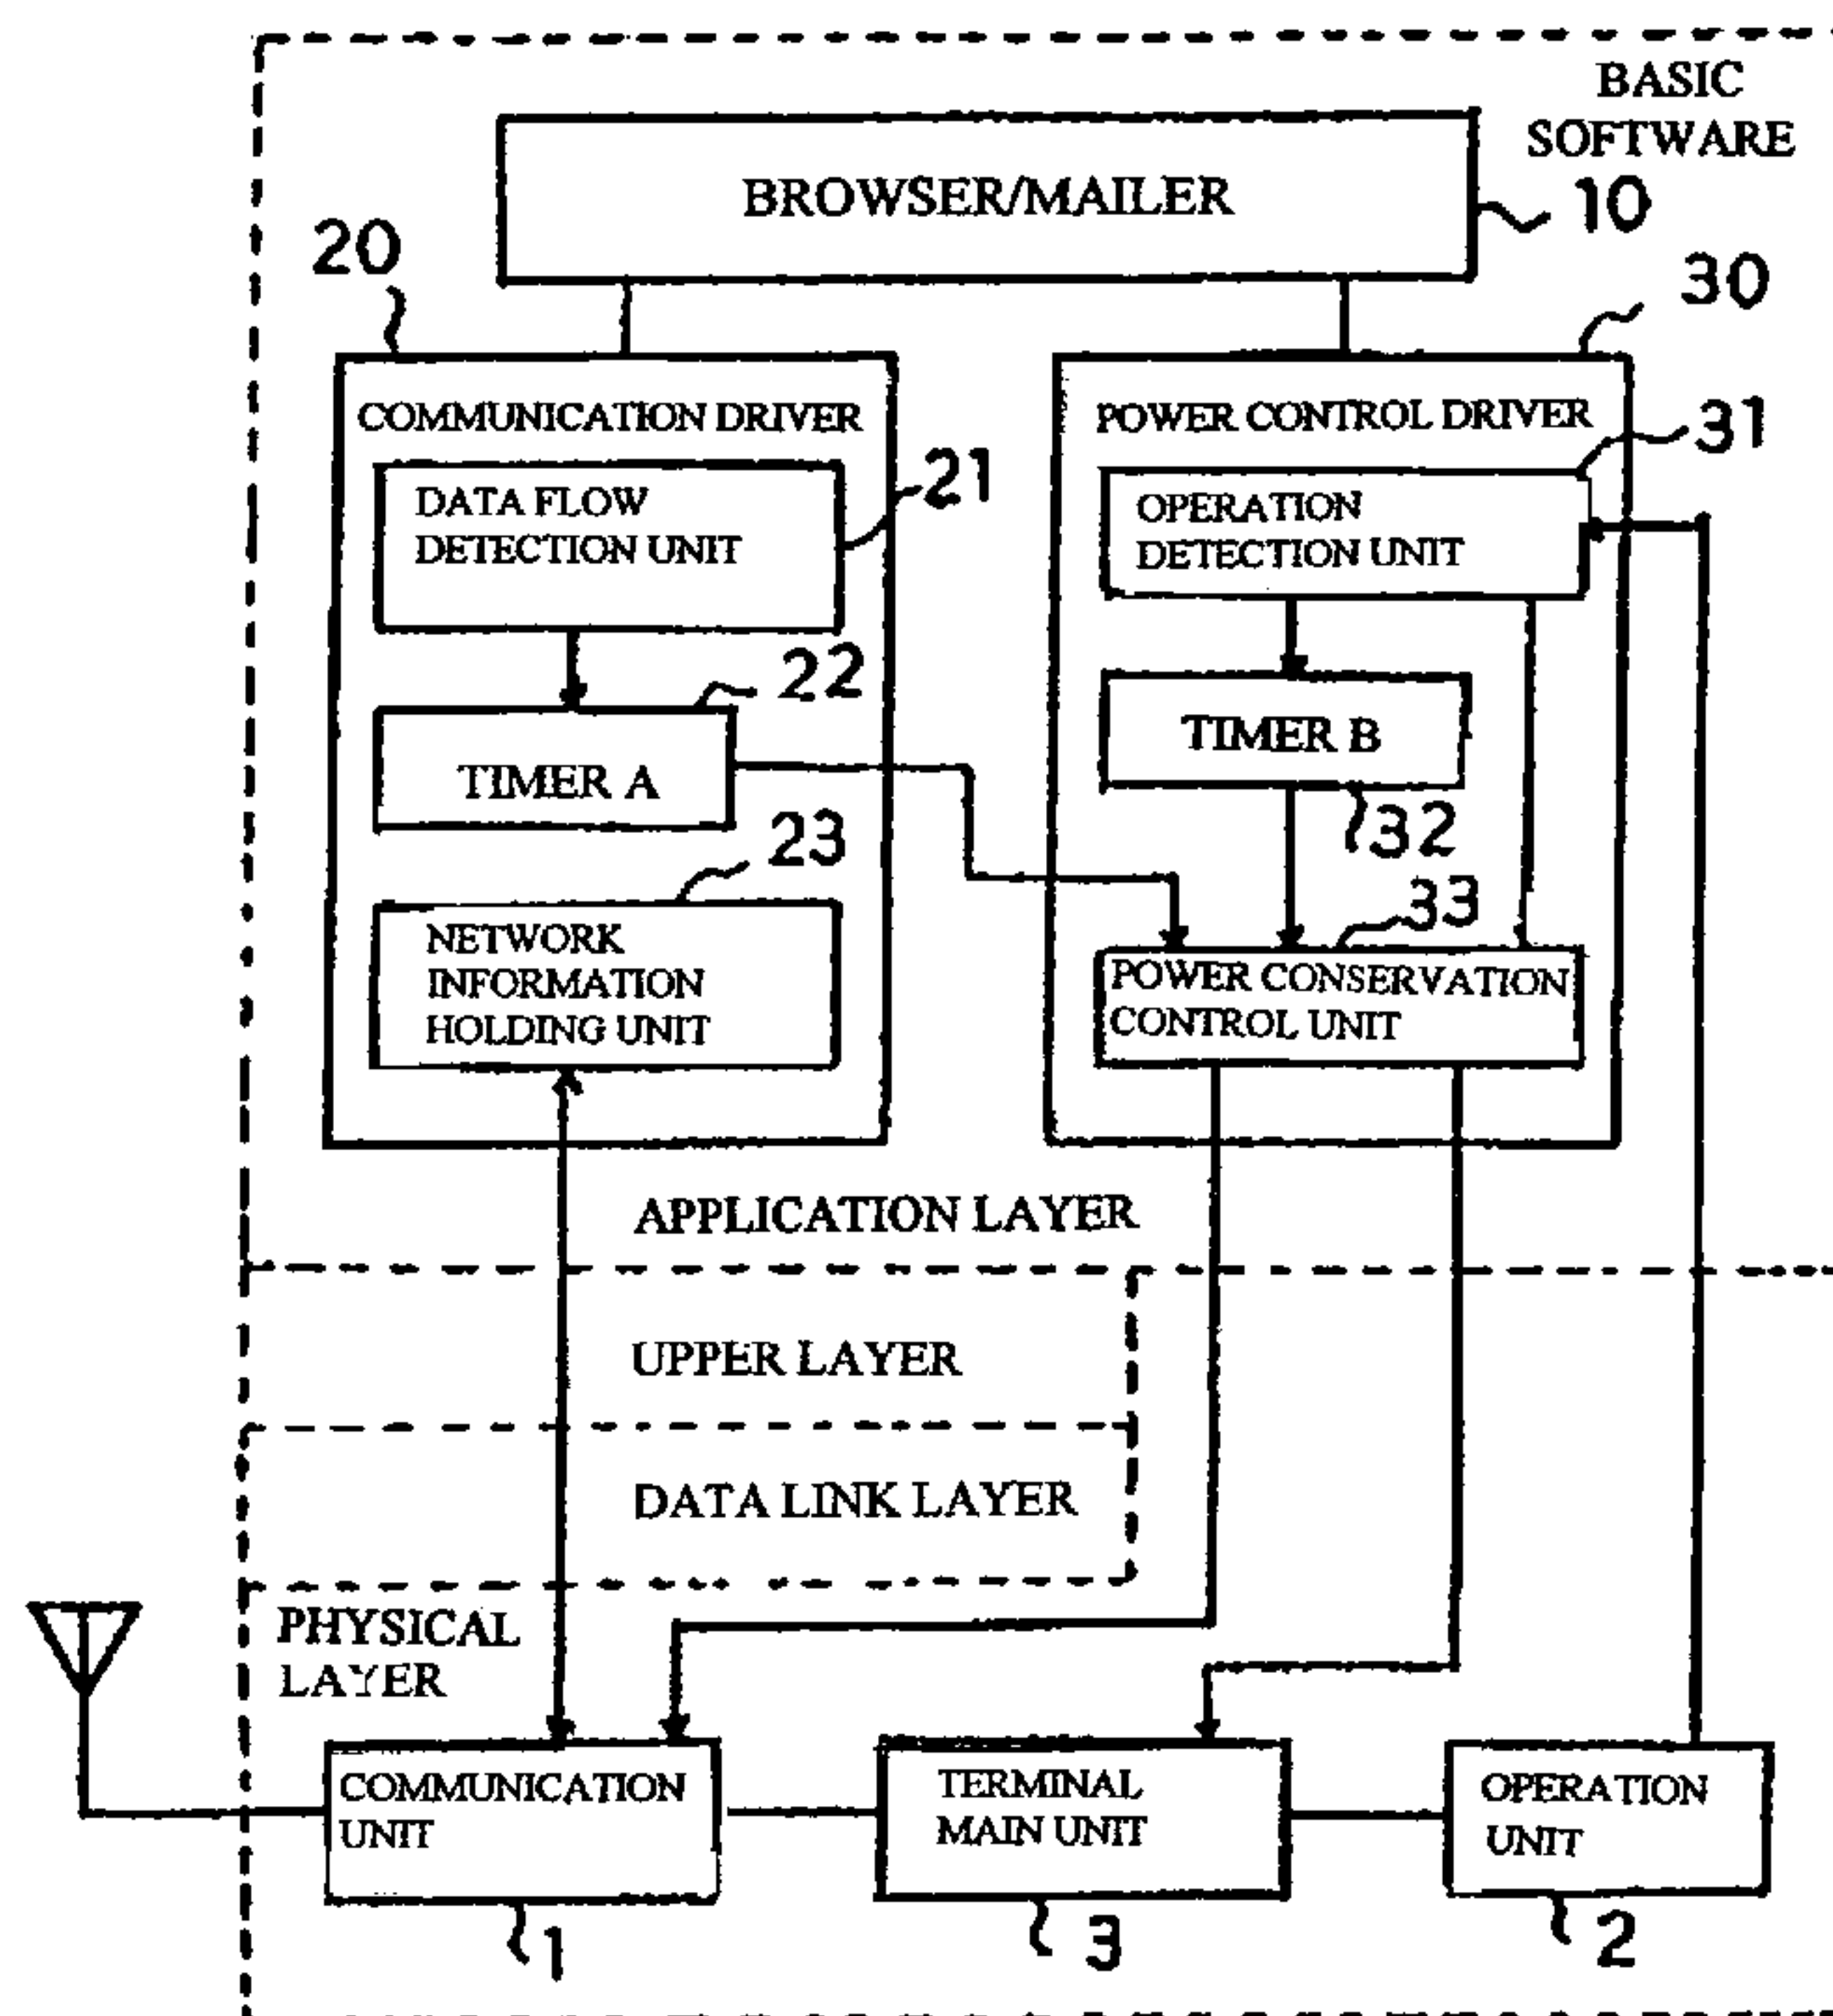 BASIC
SOFTWARE
BROWSER/MAILER
10
20
30
COMMUNICATION DRIVER
POWER CONTROL DRIVER
31
DATA FLOW
DETECTION UNIT
21
OPERATION
DETECTION UNIT
22
TIMER A
TIMER B
32
23
33
NETWORK
INFORMATION
HOLDING UNIT
POWER CONSERVATION
CONTROL UNIT
APPLICATION LAYER
UPPER LAYER
DATA LINK LAYER
PHYSICAL
LAYER
COMMUNICATION
UNIT
TERMINAL
MAIN UNIT
OPERATION
UNIT
1
3
2